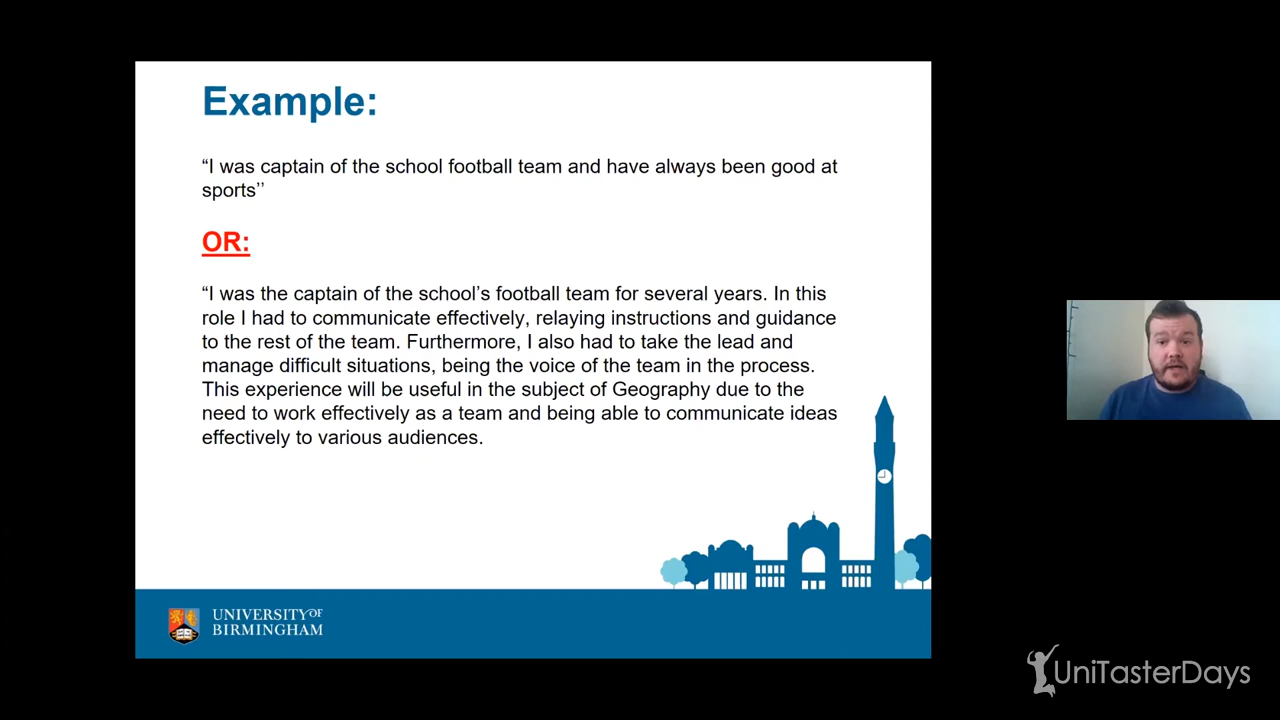 Example:
“I was captain of the school football team and have always been good at
sports’’
OR:
“I was the captain of the school’s football team for several years. In this
role I had to communicate effectively, relaying instructions and guidance
to the rest of the team. Furthermore, I also had to take the lead and
manage difficult situations, being the voice of the team in the process.
This experience will be useful in the subject of Geography due to the
need to work effectively as a team and being able to communicate ideas
effectively to various audiences.
UNIVERSITY OF
BIRMINGHAM
UniTasterDays